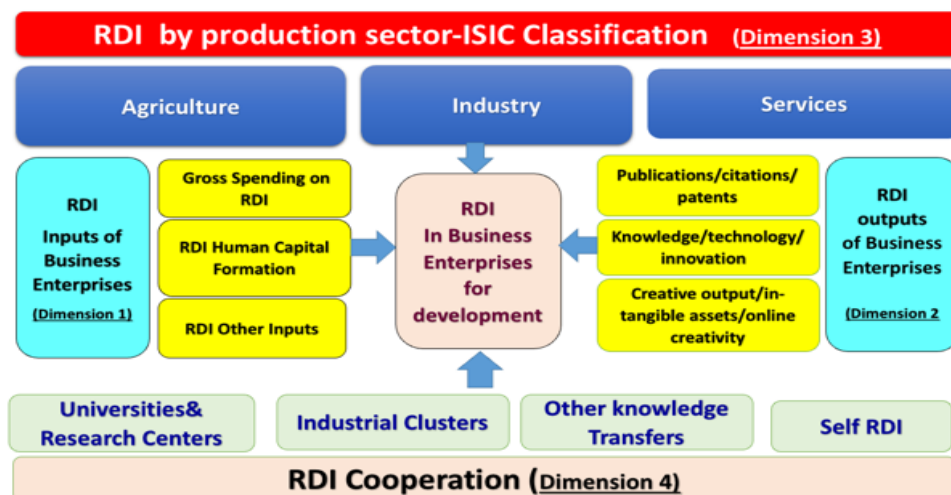 RDI by production sector-ISIC Classification (Dimension 3)
Agriculture
Industry
Services
RDI
Inputs of
Business
Enterprises
(Dimension 1)
Gross Spending on
RDI
RDI Human Capital
Formation
RDI Other Inputs
RDI
In Business
Enterprises
for
development
Publications/citations/
patents
Knowledge/technology/
innovation
Creative output/in-
tangible assets/online
creativity
RDI
outputs
of Business
Enterprises
(Dimension 2
Universities&
Research Centers
Industrial Clusters
Other knowledge
Transfers
Self RDI
RDI Cooperation (Dimension 4)